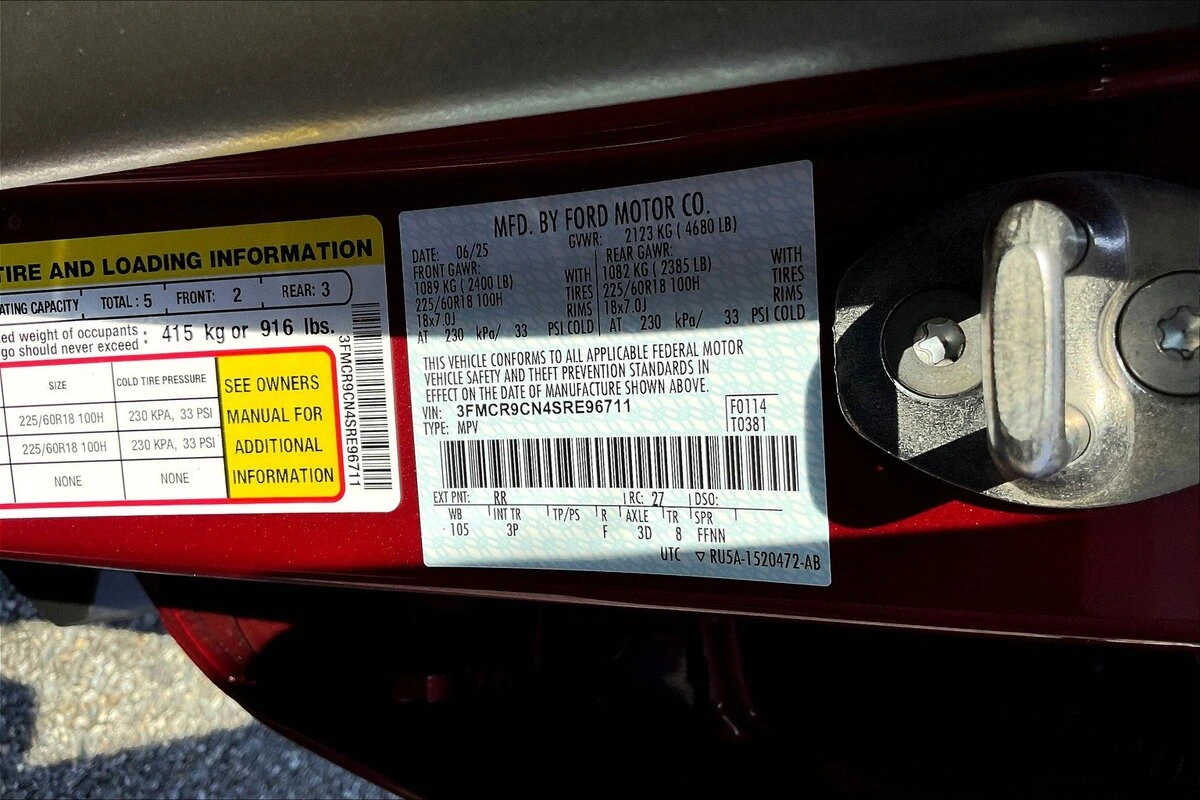 TIRE AND LOADING INFORMATION
ATING CAPACITY TOTAL: 5 FRONT: 2 REAR: 3
ed weight of occupants : 415 kg or 916 lbs.
go should never exceed :
SIZE COLD TIRE PRESSURE
225/60R18 100H 230 KPA, 33 PSI
225/60R18 100H 230 KPA, 33 PSI
NONE NONE
SEE OWNERS
MANUAL FOR
ADDITIONAL
INFORMATION
3FMCR9CN4SRE96711
MFD. BY FORD MOTOR CO.
DATE: 06/25 GVWR: 2123 KG ( 4680 LB)
FRONT GAWR: REAR GAWR:
1089 KG ( 2400 LB) WITH 1082 KG ( 2385 LB) WITH
225/60R18 100H TIRES 225/60R18 100H TIRES
18x7.0J RIMS 18x7.0J RIMS
AT 230 kPa/ 33 PSI COLD AT 230 kPa/ 33 PSI COLD
THIS VEHICLE CONFORMS TO ALL APPLICABLE FEDERAL MOTOR
VEHICLE SAFETY AND THEFT PREVENTION STANDARDS IN
EFFECT ON THE DATE OF MANUFACTURE SHOWN ABOVE.
VIN: 3FMCR9CN4SRE96711 F0114
TYPE: MPV T0381
EXT PNT: RR RC: 27 DSO:
WB INT TR TP/PS R AXLE TR SPR
105 3P F 3D 8 FFNN
UTC ▽ RU5A-1520472-AB